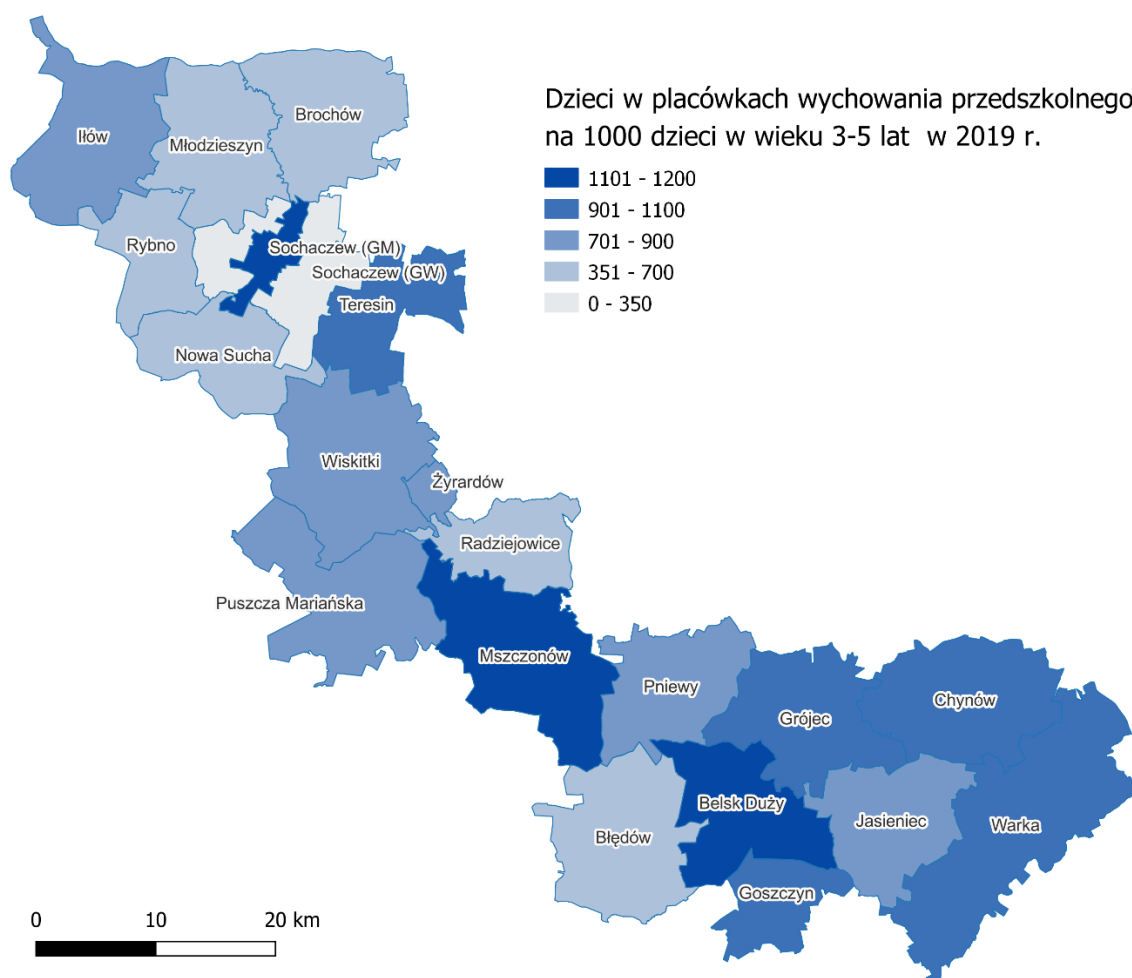 Dzieci w placówkach wychowania przedszkolnego
na 1000 dzieci w wieku 3-5 lat w 2019 r.
1101 - 1200
901 - 1100
701 - 900
351 - 700
0 - 350
Iłów
Młodzieszyn
Brochów
Rybno
Sochaczew (GM)
Sochaczew (GW)
Teresin
Nowa Sucha
Wiskitki
Żyrardów
Radziejowice
Puszcza Mariańska
Mszczonów
Pniewy
Grójec
Chynów
Belsk Duży
Jasieniec
Warka
Błędów
Goszczyn
0 10 20 km